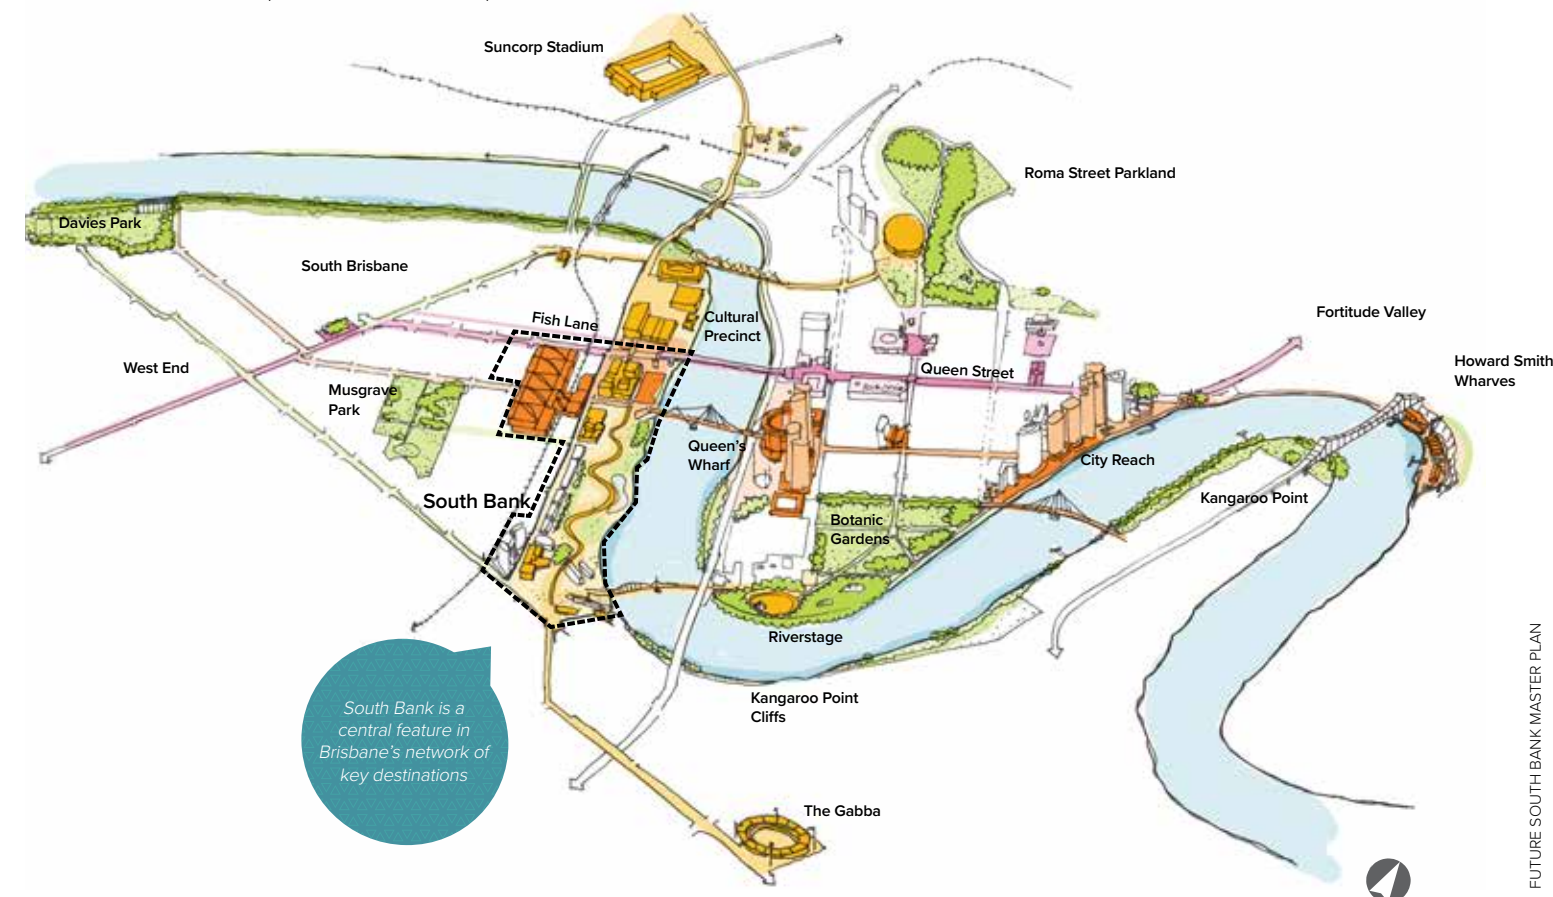 Suncorp Stadium
Roma Street Parkland
Davies Park
South Brisbane
Fish Lane
Cultural
Precinct
Fortitude Valley
West End
Howard Smith
Wharves
Queen Street
Musgrave
Park
Queen's
Wharf
City Reach
South Bank
Kangaroo Point
Botanic
Gardens
Riverstage
Kangaroo Point
Cliffs
South Bank is a
central feature in
Brisbane's network of
key destinations
The Gabba
FUTURE SOUTH BANK MASTER PLAN